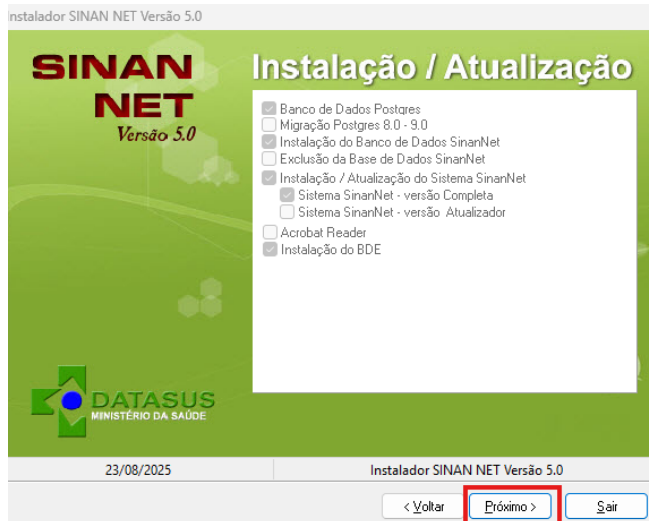 Instalador SINAN NET Versão 5.0
SINAN
NET
Versão 5.0
Instalação / Atualização
Banco de Dados Postgres
Migração Postgres 8.0 - 9.0
Instalação do Banco de Dados SinanNet
Exclusão da Base de Dados SinanNet
Instalação / Atualização do Sistema SinanNet
Sistema SinanNet - versão Completa
Sistema SinanNet - versão Atualizador
Acrobat Reader
Instalação do BDE
DATASUS
MINISTÉRIO DA SAÚDE
23/08/2025
Instalador SINAN NET Versão 5.0
< Voltar
Próximo >
Sair